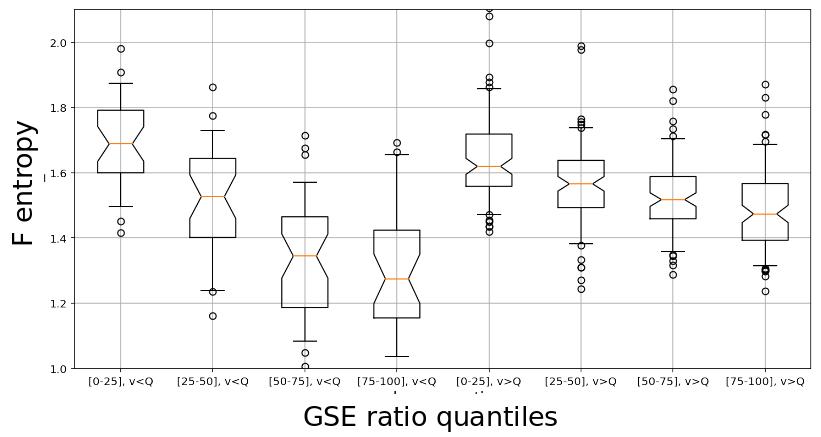 2.0
1.8
1.6
1.4
1.2
1.0
F_entropy
[0-25], v<Q [25-50], v<Q [50-75], v<Q [75-100], v<Q [0-25], v>Q [25-50], v>Q [50-75], v>Q [75-100], v>Q
GSE ratio quantiles